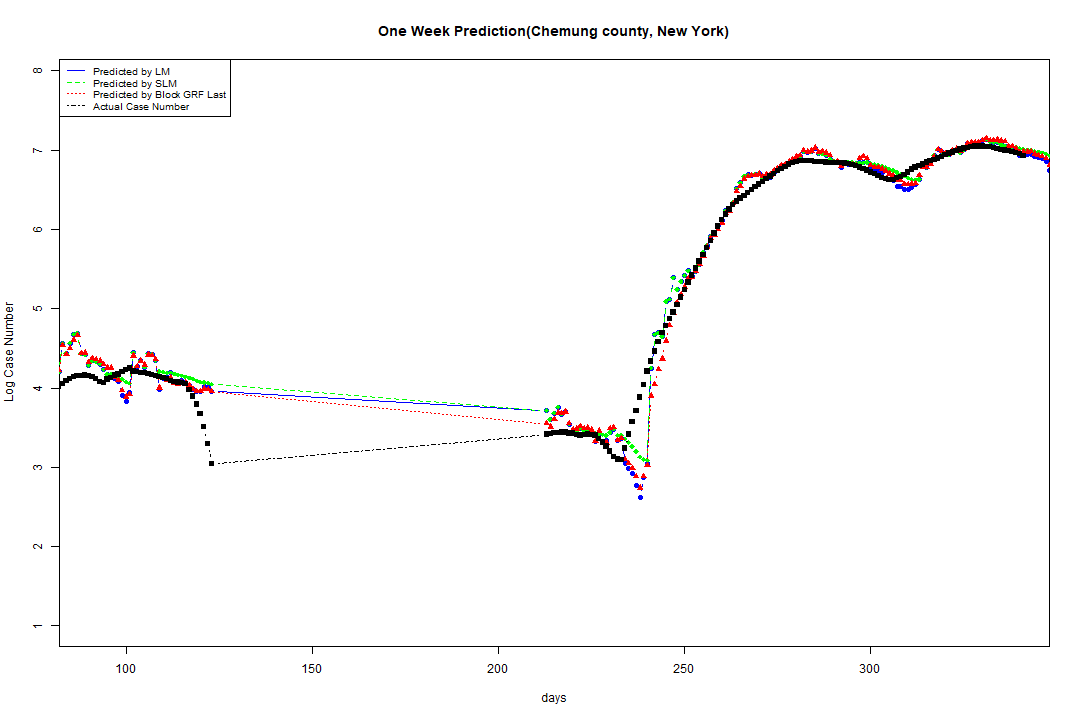 One Week Prediction(Chemung county, New York)
Predicted by LM
Predicted by SLM
Predicted by Block GRF Last
Actual Case Number
8
7
6
5
4
3
2
1
Log Case Number
100 150 200 250 300
days